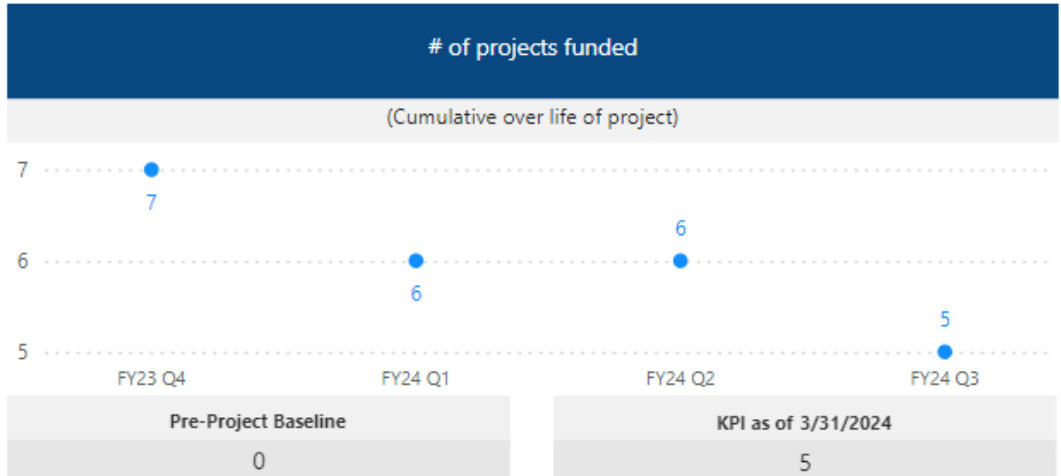 # of projects funded
(Cumulative over life of project)
7
7
6
6
6
5
5
FY23 Q4 FY24 Q1 FY24 Q2 FY24 Q3
Pre-Project Baseline KPI as of 3/31/2024
0 5